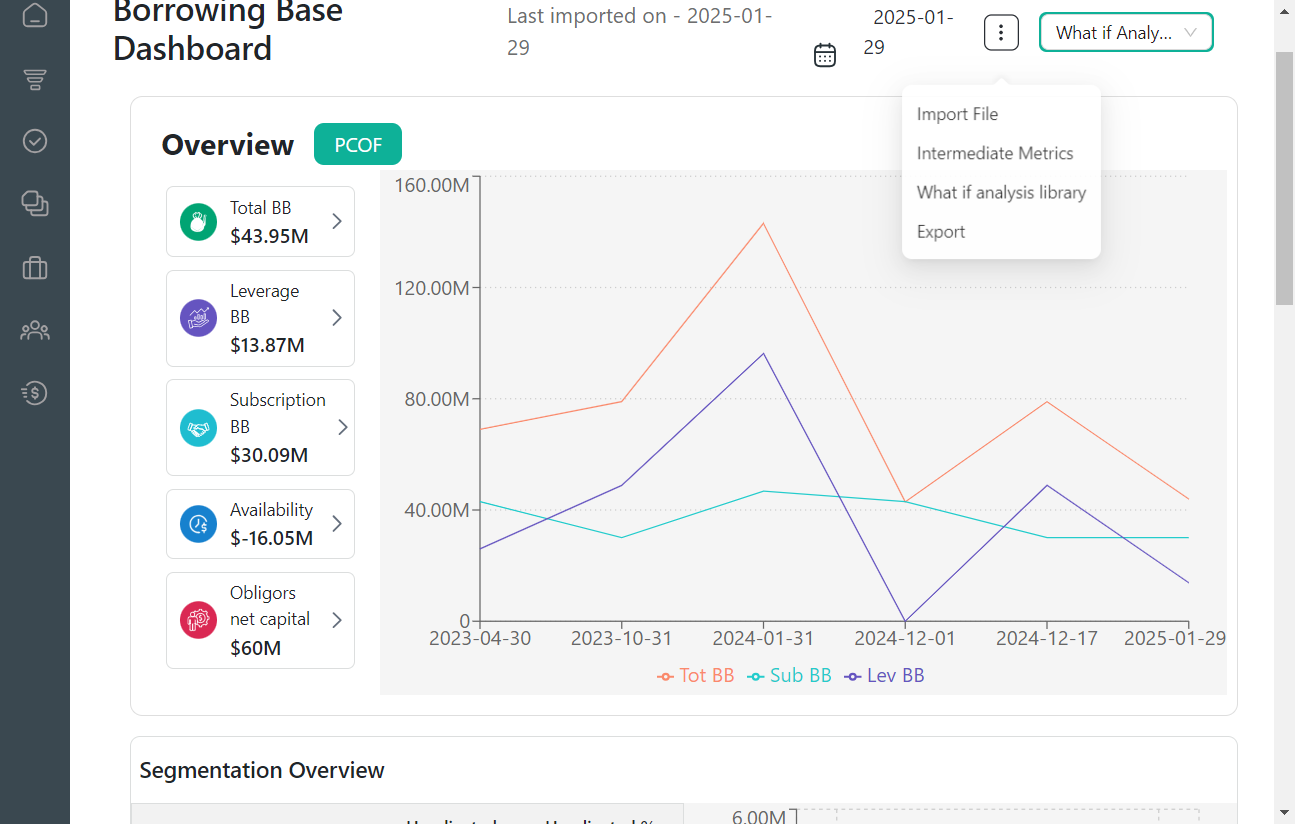 Borrowing Base
Dashboard
Last imported on - 2025-01-
29
2025-01-
29
What if Analy...
Import File
Intermediate Metrics
What if analysis library
Export
Overview
PCOF
Total BB
$43.95M
Leverage
BB
$13.87M
Subscription
BB
$30.09M
Availability
$-16.05M
Obligors
net capital
$60M
160.00M
120.00M
80.00M
40.00M
0
2023-04-30 2023-10-31 2024-01-31 2024-12-01 2024-12-17 2025-01-29
Tot BB Sub BB Lev BB
Segmentation Overview
6.00M